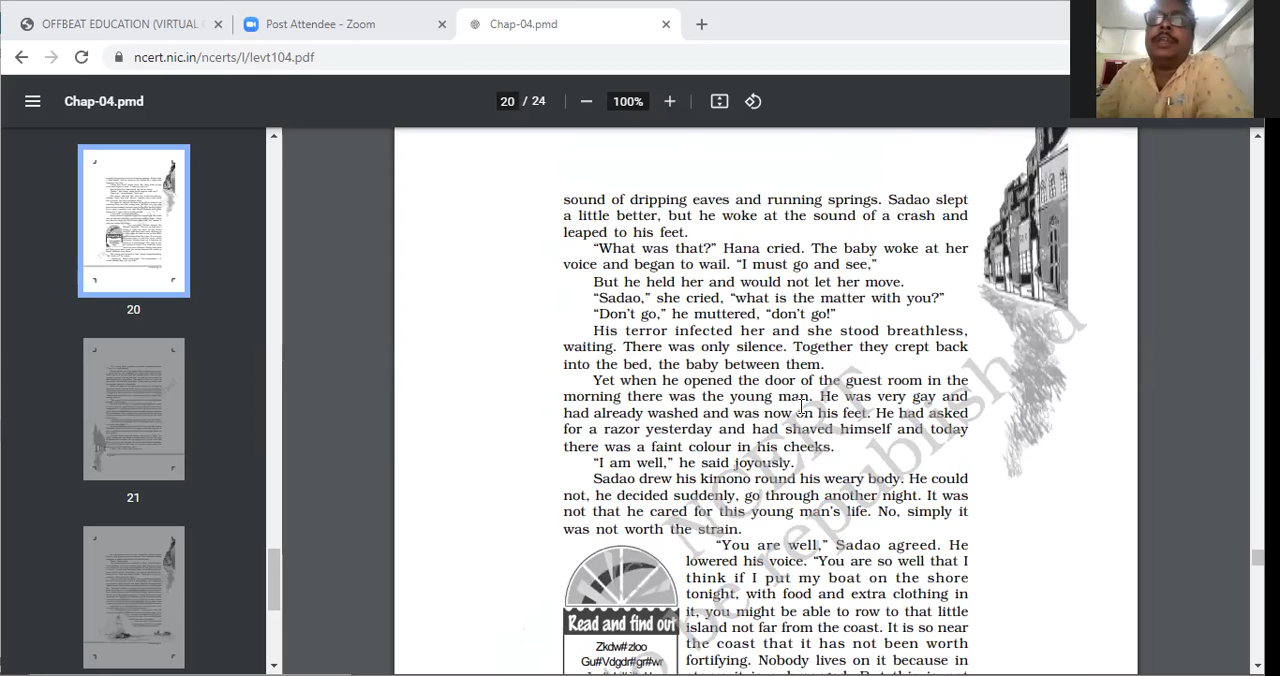 OFFBEAT EDUCATION (VIRTUAL
Post Attendee - Zoom
Chap-04.pmd
ncert.nic.in/ncerts/l/levt104.pdf
Chap-04.pmd
20 / 24
100%
20
21
sound of dripping eaves and running springs. Sadao slept
a little better, but he woke at the sound of a crash and
leaped to his feet.
“What was that?” Hana cried. The baby woke at her
voice and began to wail. “I must go and see,”
But he held her and would not let her move.
“Sadao,” she cried, “what is the matter with you?”
“Don’t go,” he muttered, “don’t go!”
His terror infected her and she stood breathless,
waiting. There was only silence. Together they crept back
into the bed, the baby between them.
Yet when he opened the door of the guest room in the
morning there was the young man. He was very gay and
had already washed and was now on his feet. He had asked
for a razor yesterday and had shaved himself and today
there was a faint colour in his cheeks.
“I am well,” he said joyously.
Sadao drew his kimono round his weary body. He could
not, he decided suddenly, go through another night. It was
not that he cared for this young man’s life. No, simply it
was not worth the strain.
“You are well,” Sadao agreed. He
lowered his voice. “You are so well that I
think if I put my boat on the shore
tonight, with food and extra clothing in
it, you might be able to row to that little
island not far from the coast. It is so near
the coast that it has not been worth
fortifying. Nobody lives on it because in
Read and find out
Zkdw#zloo
Gu#Vdgdr#gr#wr
NCERT
to be republished